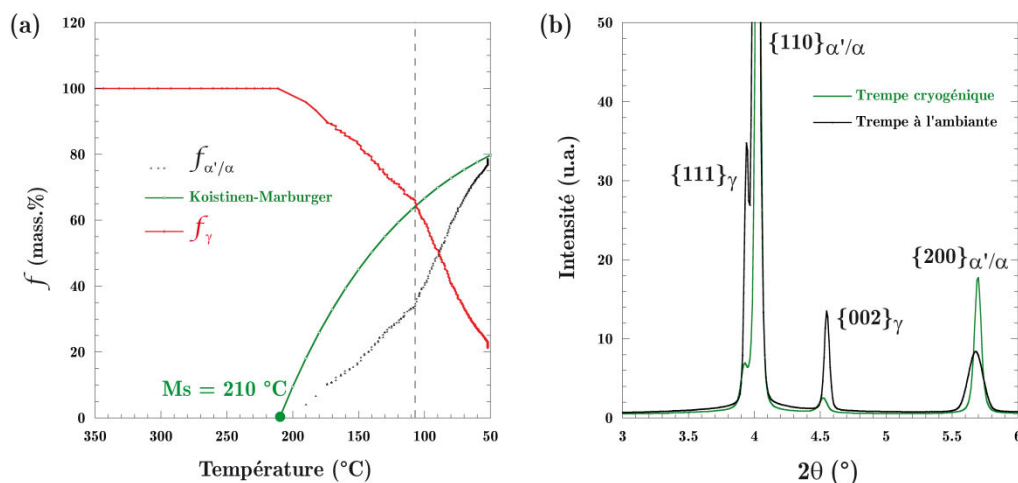 (a)
120
100
80
60
40
20
0
f (mass.%)
f α'/α
Koistinen-Marburger
f γ
Ms = 210 °C
350
300
250
200
150
100
50
Température (°C)
(b)
50
40
30
20
10
0
Intensité (u.a.)
{110}α'/α
Trempe cryogénique
Trempe à l'ambiante
{111}γ
{002}γ
{200}α'/α
3
3.5
4
4.5
5
5.5
6
2θ (°)